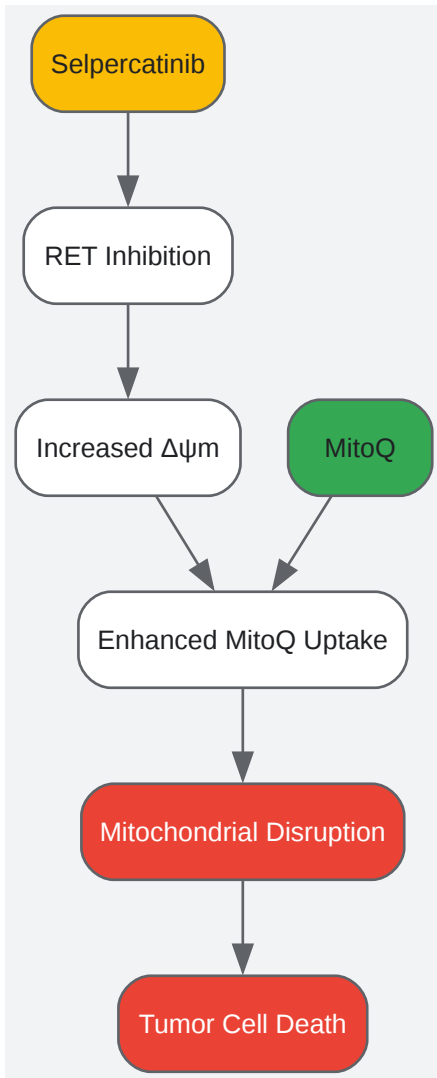 Selpercatinib
RET Inhibition
Increased Δψm
MitoQ
Enhanced MitoQ Uptake
Mitochondrial Disruption
Tumor Cell Death